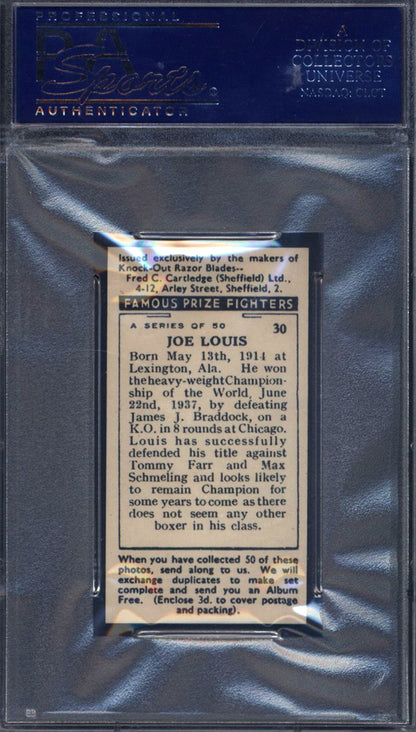 PROFESSIONAL
PSA
Sports
AUTHENTICATOR
A
DIVISION OF
COLLECTORS
UNIVERSE
NASDAQ: CLCT
Issued exclusively by the makers of
Knock-Out Razor Blades--
Fred C. Cartledge (Sheffield) Ltd.,
4-12, Arley Street, Sheffield, 2.
FAMOUS PRIZE FIGHTERS
A SERIES OF 50 30
JOE LOUIS
Born May 13th, 1914 at
Lexington, Ala. He won
the heavy-weight Champion-
ship of the World, June
22nd, 1937, by defeating
James J. Braddock, on a
K.O. in 8 rounds at Chicago.
Louis has successfully
defended his title against
Tommy Farr and Max
Schmeling and looks likely
to remain Champion for
some years to come as there
does not seem any other
boxer in his class.
When you have collected 50 of these
photos, send along to us. We will
exchange duplicates to make set
complete and send you an Album
Free. (Enclose 3d. to cover postage
and packing).